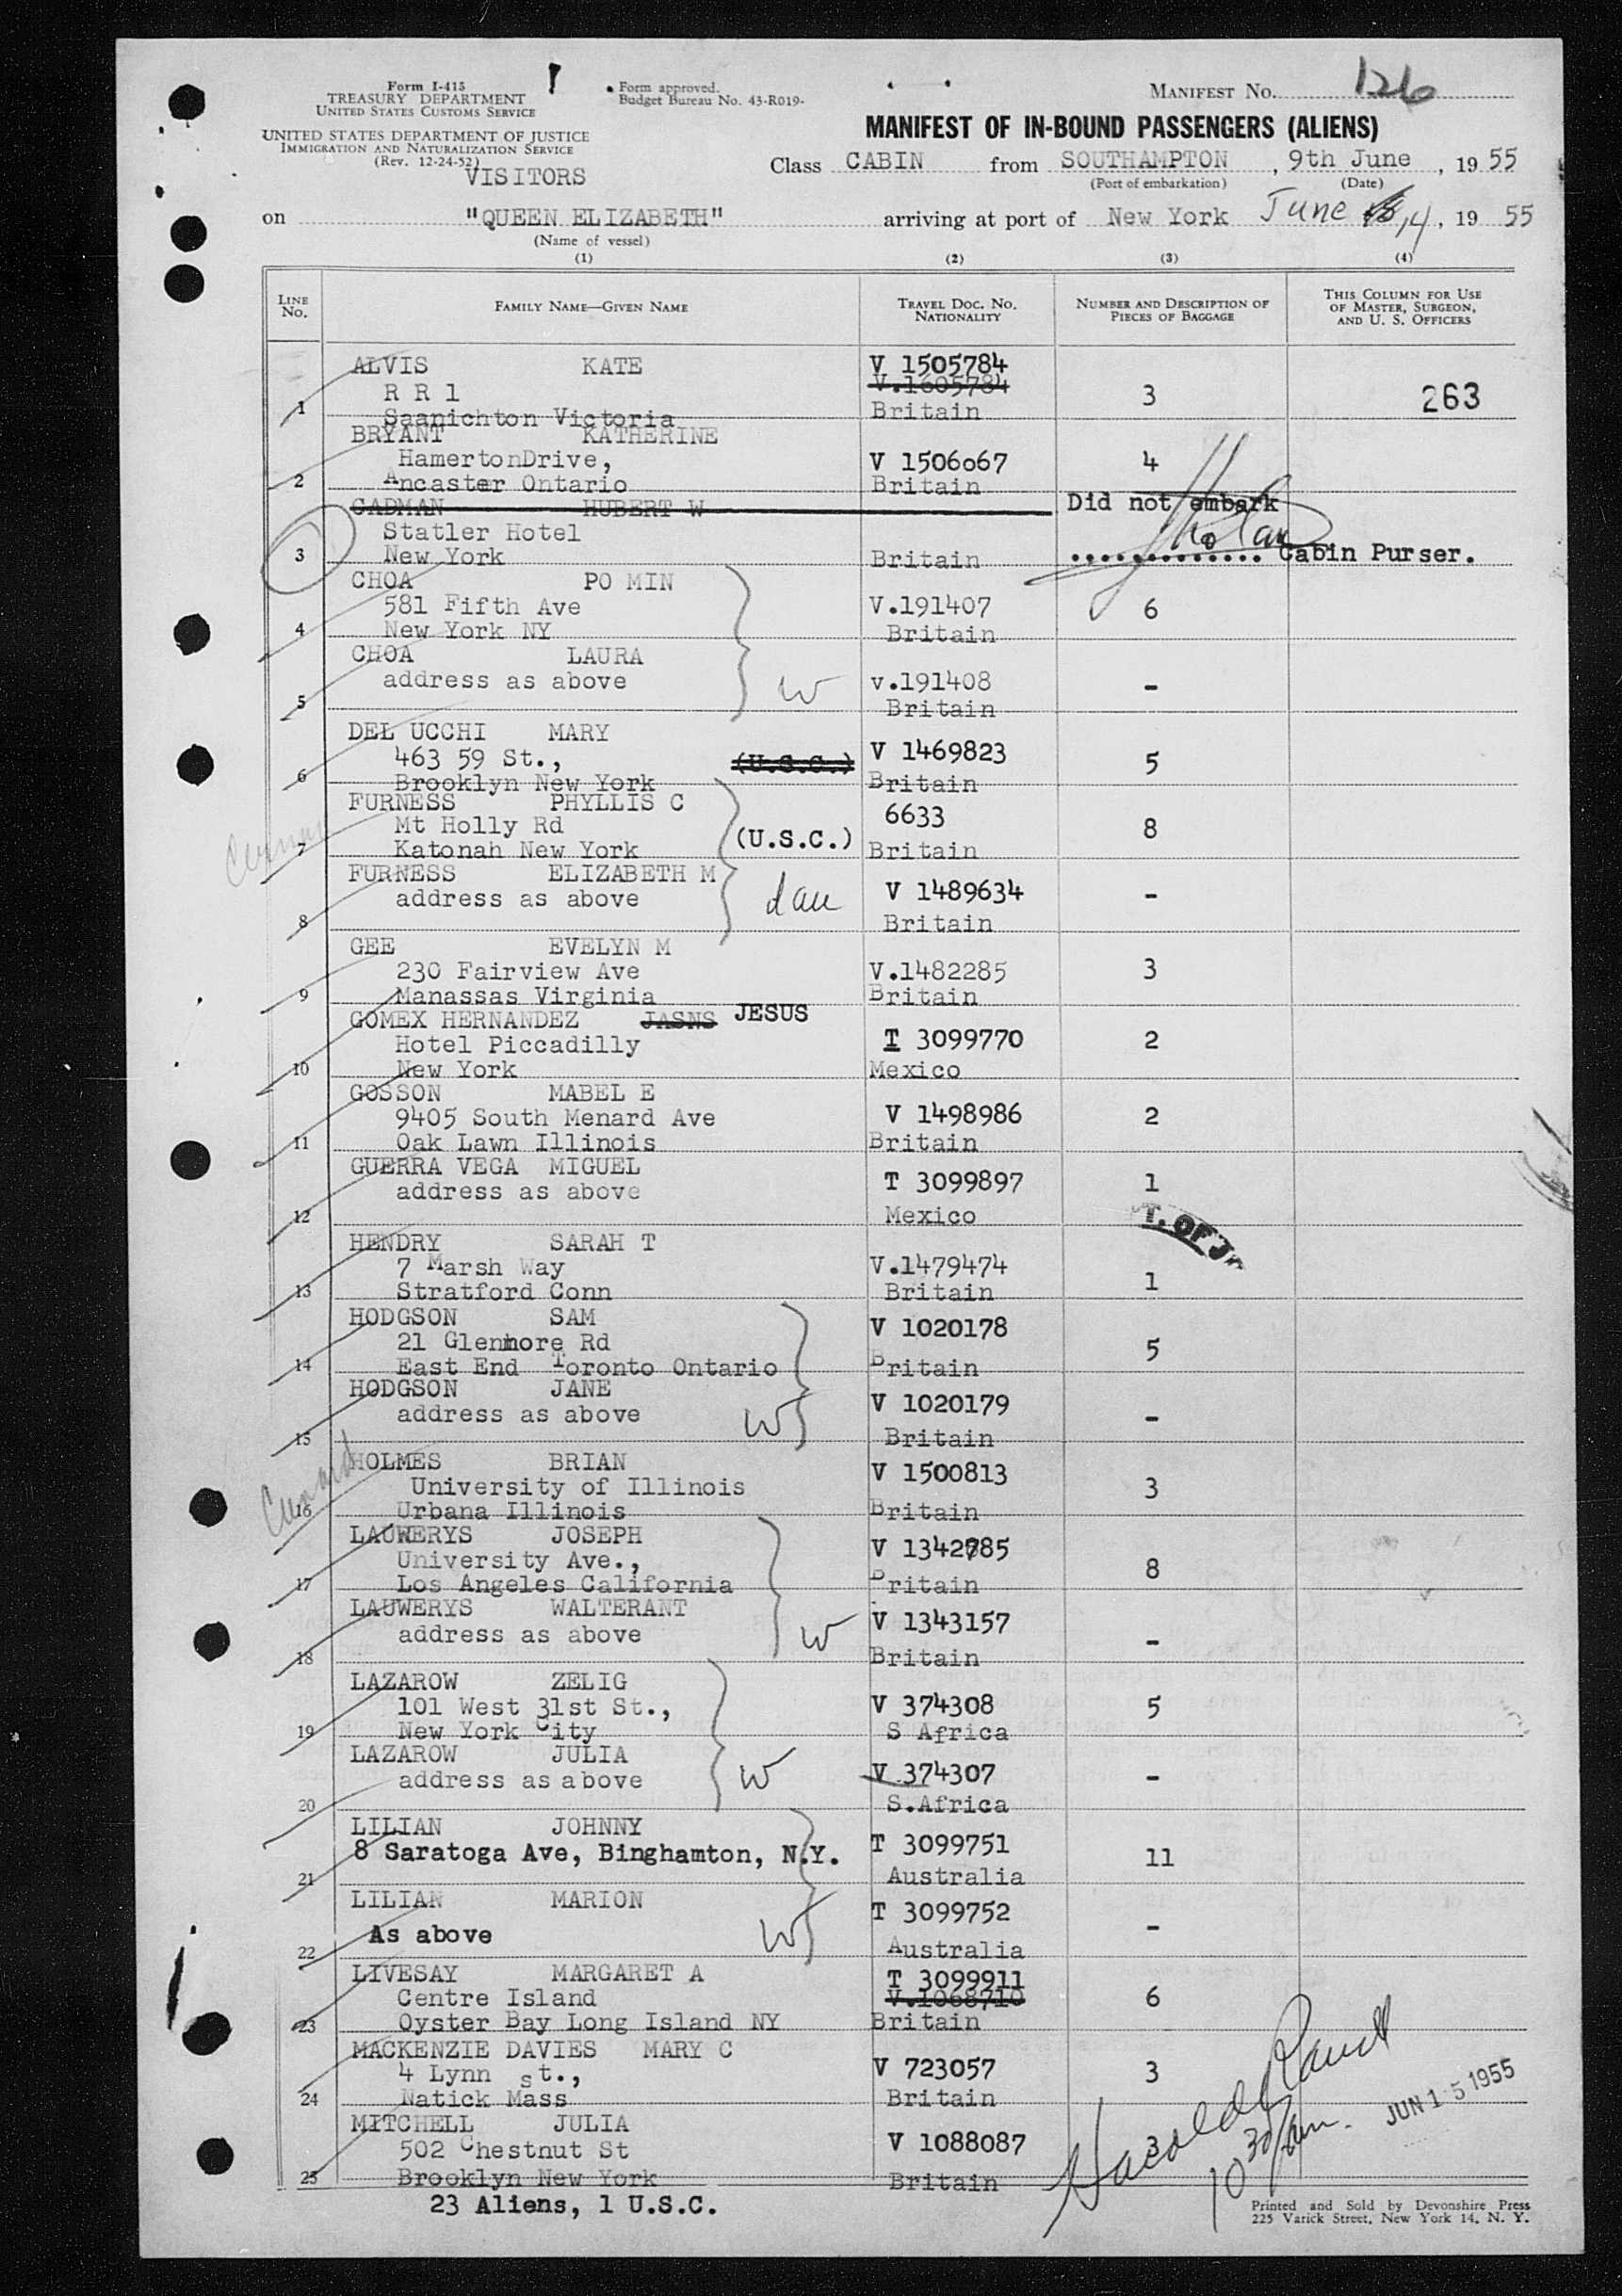 Form I-415
TREASURY DEPARTMENT
UNITED STATES CUSTOMS SERVICE
UNITED STATES DEPARTMENT OF JUSTICE
IMMIGRATION AND NATURALIZATION SERVICE
(Rev. 12-24-52)
VISITORS
Form approved.
Budget Bureau No. 43-R019-
MANIFEST NO. 126
MANIFEST OF IN-BOUND PASSENGERS (ALIENS)
Class CABIN from SOUTHAMPTON, 9th June, 19 55
(Port of embarkation) (Date)
on "QUEEN ELIZABETH" arriving at port of New York June 14, 19 55
(Name of vessel)
(1) (2) (3) (4)
LINE No. FAMILY NAME—GIVEN NAME TRAVEL DOC. NO. NATIONALITY NUMBER AND DESCRIPTION OF PIECES OF BAGGAGE THIS COLUMN FOR USE OF MASTER, SURGEON, AND U. S. OFFICERS
ALVIS KATE V 1505784
R R 1 V.1605784 3 263
1 Saanichton Victoria Britain
BRYANT KATHERINE
HamertonDrive, V 1506067 4
2 Ancaster Ontario Britain
CADMAN HUBERT W Did not embark
Statler Hotel
3 New York Britain ............. Cabin Purser.
CHOA PO MIN
581 Fifth Ave V.191407 6
4 New York NY Britain
CHOA LAURA
address as above W v.191408 -
5 Britain
DEL UCCHI MARY
463 59 St., (U.S.C.) V 1469823 5
6 Brooklyn New York Britain
FURNESS PHYLLIS C 6633
Mt Holly Rd (U.S.C.) 8
7 Katonah New York Britain
FURNESS ELIZABETH M
address as above dau V 1489634 -
8 Britain
GEE EVELYN M
230 Fairview Ave V.1482285 3
9 Manassas Virginia Britain
GOMEX HERNANDEZ JASNS JESUS
Hotel Piccadilly T 3099770 2
10 New York Mexico
GOSSON MABEL E
9405 South Menard Ave V 1498986 2
11 Oak Lawn Illinois Britain
GUERRA VEGA MIGUEL
address as above T 3099897 1
12 Mexico
T. OF J
HENDRY SARAH T
7 Marsh Way V.1479474
13 Stratford Conn Britain 1
HODGSON SAM V 1020178
21 Glenmore Rd 5
14 East End Toronto Ontario Britain
HODGSON JANE
address as above W V 1020179 -
15 Britain
Cunard
HOLMES BRIAN V 1500813
University of Illinois 3
16 Urbana Illinois Britain
LAUWERYS JOSEPH V 1342785
University Ave., 8
17 Los Angeles California Britain
LAUWERYS WALTERANT
address as above W V 1343157 -
18 Britain
LAZAROW ZELIG
101 West 31st St., V 374308 5
19 New York City S Africa
LAZAROW JULIA
address as above W V 374307 -
20 S.Africa
LILIAN JOHNNY
8 Saratoga Ave, Binghamton, N.Y. T 3099751 11
21 Australia
LILIAN MARION T 3099752
As above W -
22 Australia
LIVESAY MARGARET A T 3099911
Centre Island V.1068710 6
23 Oyster Bay Long Island NY Britain
MACKENZIE DAVIES MARY C
4 Lynn st., V 723057 3
24 Natick Mass Britain
MITCHELL JULIA
502 Chestnut St V 1088087 3
25 Brooklyn New York Britain
JUN 15 1955
10 30/am.
23 Aliens, 1 U.S.C.
Printed and Sold by Devonshire Press
225 Varick Street, New York 14, N. Y.